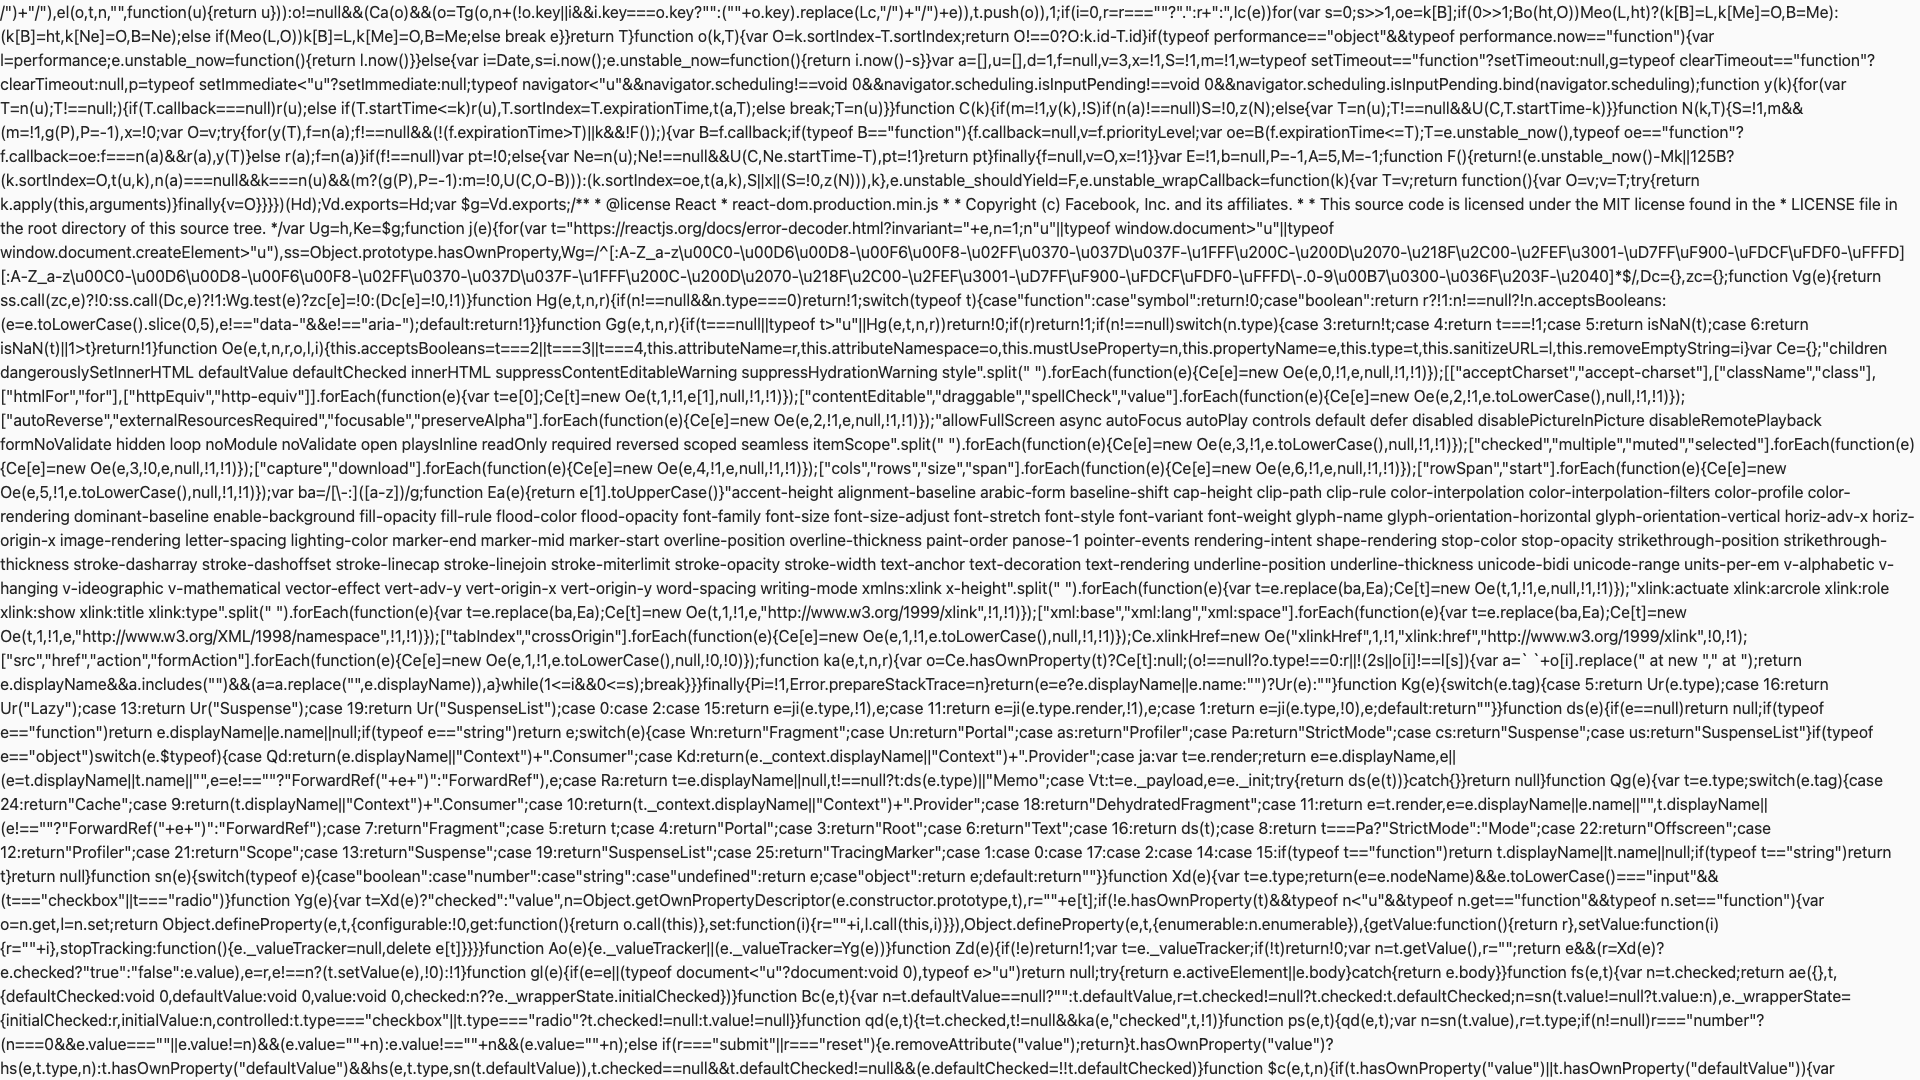 /")+"/"),el(o,t,n,"",function(u){return u})):o!=null&&(Ca(o)&&(o=Tg(o,n+(!o.key||i&&i.key===o.key?"":(""+o.key).replace(Lc,"/")+"/")+e)),t.push(o)),1;if(i=0,r=r===""?".":r+":",Ic(e))for(var s=0;s>>1,oe=k[B];if(0>>1;Bo(ht,O))Meo(L,ht)?(k[B]=L,k[Me]=O,B=Me):
(k[B]=ht,k[Ne]=O,B=Ne);else if(Meo(L,O))k[B]=L,k[Me]=O,B=Me;else break e}}return T}function o(k,T){var O=k.sortIndex-T.sortIndex;return O!==0?O:k.id-T.id}if(typeof performance=="object"&&typeof performance.now=="function"){var
l=performance;e.unstable_now=function(){return l.now()}}else{var i=Date,s=i.now();e.unstable_now=function(){return i.now()-s}}var a=[],u=[],d=1,f=null,v=3,x=!1,S=!1,m=!1,w=typeof setTimeout=="function"?setTimeout:null,g=typeof clearTimeout=="function"?
clearTimeout:null,p=typeof setImmediate<"u"?setImmediate:null;typeof navigator<"u"&&navigator.scheduling!==void 0&&navigator.scheduling.isInputPending!==void 0&&navigator.scheduling.isInputPending.bind(navigator.scheduling);function y(k){for(var
T=n(u);T!==null;){if(T.callback===null)r(u);else if(T.startTime<=k)r(u),T.sortIndex=T.expirationTime,t(a,T);else break;T=n(u)}}function C(k){if(m=!1,y(k),!S)if(n(a)!==null)S=!0,z(N);else{var T=n(u);T!==null&&U(C,T.startTime-k)}}function N(k,T){S=!1,m&&
(m=!1,g(P),P=-1),x=!0;var O=v;try{for(y(T),f=n(a);f!==null&&(!(f.expirationTime>T)||k&&!F());){var B=f.callback;if(typeof B=="function"){f.callback=null,v=f.priorityLevel;var oe=B(f.expirationTime<=T);T=e.unstable_now(),typeof oe=="function"?
f.callback=oe:f===n(a)&&r(a),y(T)}else r(a);f=n(a)}if(f!==null)var pt=!0;else{var Ne=n(u);Ne!==null&&U(C,Ne.startTime-T),pt=!1}return pt}finally{f=null,v=O,x=!1}}var E=!1,b=null,P=-1,A=5,M=-1;function F(){return!(e.unstable_now()-Mk||125B?
(k.sortIndex=O,t(u,k),n(a)===null&&k===n(u)&&(m?(g(P),P=-1):m=!0,U(C,O-B))):(k.sortIndex=oe,t(a,k),S||x||(S=!0,z(N))),k},e.unstable_shouldYield=F,e.unstable_wrapCallback=function(k){var T=v;return function(){var O=v;v=T;try{return
k.apply(this,arguments)}finally{v=O}}}})(Hd);Vd.exports=Hd;var $g=Vd.exports;/** * @license React * react-dom.production.min.js * * Copyright (c) Facebook, Inc. and its affiliates. * * This source code is licensed under the MIT license found in the * LICENSE file in
the root directory of this source tree. */var Ug=h,Ke=$g;function j(e){for(var t="https://reactjs.org/docs/error-decoder.html?invariant="+e,n=1;n"u"||typeof window.document>"u"||typeof
window.document.createElement>"u"),ss=Object.prototype.hasOwnProperty,Wg=/^[:A-Z_a-z\u00C0-\u00D6\u00D8-\u00F6\u00F8-\u02FF\u0370-\u037D\u037F-\u1FFF\u200C-\u200D\u2070-\u218F\u2C00-\u2FEF\u3001-\uD7FF\uF900-\uFDCF\uFDF0-\uFFFD]
[:A-Z_a-z\u00C0-\u00D6\u00D8-\u00F6\u00F8-\u02FF\u0370-\u037D\u037F-\u1FFF\u200C-\u200D\u2070-\u218F\u2C00-\u2FEF\u3001-\uD7FF\uF900-\uFDCF\uFDF0-\uFFFD\-.0-9\u00B7\u0300-\u036F\u203F-\u2040]*$/,Dc={},zc={};function Vg(e){return
ss.call(zc,e)?!0:ss.call(Dc,e)?!1:Wg.test(e)?zc[e]=!0:(Dc[e]=!0,!1)}function Hg(e,t,n,r){if(n!==null&&n.type===0)return!1;switch(typeof t){case"function":case"symbol":return!0;case"boolean":return r?!1:n!==null?!n.acceptsBooleans:
(e=e.toLowerCase().slice(0,5),e!=="data-"&&e!=="aria-");default:return!1}}function Gg(e,t,n,r){if(t===null||typeof t>"u"||Hg(e,t,n,r))return!0;if(r)return!1;if(n!==null)switch(n.type){case 3:return!t;case 4:return t===!1;case 5:return isNaN(t);case 6:return
isNaN(t)||1>t}return!1}function Oe(e,t,n,r,o,l,i){this.acceptsBooleans=t===2||t===3||t===4,this.attributeName=r,this.attributeNamespace=o,this.mustUseProperty=n,this.propertyName=e,this.type=t,this.sanitizeURL=l,this.removeEmptyString=i}var Ce={};"children
dangerouslySetInnerHTML defaultValue defaultChecked innerHTML suppressContentEditableWarning suppressHydrationWarning style".split(" ").forEach(function(e){Ce[e]=new Oe(e,0,!1,e,null,!1,!1)});[["acceptCharset","accept-charset"],["className","class"],
["htmlFor","for"],["httpEquiv","http-equiv"]].forEach(function(e){var t=e[0];Ce[t]=new Oe(t,1,!1,e[1],null,!1,!1)});["contentEditable","draggable","spellCheck","value"].forEach(function(e){Ce[e]=new Oe(e,2,!1,e.toLowerCase(),null,!1,!1)});
["autoReverse","externalResourcesRequired","focusable","preserveAlpha"].forEach(function(e){Ce[e]=new Oe(e,2,!1,e,null,!1,!1)});"allowFullScreen async autoFocus autoPlay controls default defer disabled disablePictureInPicture disableRemotePlayback
formNoValidate hidden loop noModule noValidate open playsInline readOnly required reversed scoped seamless itemScope".split(" ").forEach(function(e){Ce[e]=new Oe(e,3,!1,e.toLowerCase(),null,!1,!1)});["checked","multiple","muted","selected"].forEach(function(e)
{Ce[e]=new Oe(e,3,!0,e,null,!1,!1)});["capture","download"].forEach(function(e){Ce[e]=new Oe(e,4,!1,e,null,!1,!1)});["cols","rows","size","span"].forEach(function(e){Ce[e]=new Oe(e,6,!1,e,null,!1,!1)});["rowSpan","start"].forEach(function(e){Ce[e]=new
Oe(e,5,!1,e.toLowerCase(),null,!1,!1)});var ba=/[\-:]([a-z])/g;function Ea(e){return e[1].toUpperCase()}"accent-height alignment-baseline arabic-form baseline-shift cap-height clip-path clip-rule color-interpolation color-interpolation-filters color-profile color-
rendering dominant-baseline enable-background fill-opacity fill-rule flood-color flood-opacity font-family font-size font-size-adjust font-stretch font-style font-variant font-weight glyph-name glyph-orientation-horizontal glyph-orientation-vertical horiz-adv-x horiz-
origin-x image-rendering letter-spacing lighting-color marker-end marker-mid marker-start overline-position overline-thickness paint-order panose-1 pointer-events rendering-intent shape-rendering stop-color stop-opacity strikethrough-position strikethrough-
thickness stroke-dasharray stroke-dashoffset stroke-linecap stroke-linejoin stroke-miterlimit stroke-opacity stroke-width text-anchor text-decoration text-rendering underline-position underline-thickness unicode-bidi unicode-range units-per-em v-alphabetic v-
hanging v-ideographic v-mathematical vector-effect vert-adv-y vert-origin-x vert-origin-y word-spacing writing-mode xmlns:xlink x-height".split(" ").forEach(function(e){var t=e.replace(ba,Ea);Ce[t]=new Oe(t,1,!1,e,null,!1,!1)});"xlink:actuate xlink:arcrole xlink:role
xlink:show xlink:title xlink:type".split(" ").forEach(function(e){var t=e.replace(ba,Ea);Ce[t]=new Oe(t,1,!1,e,"http://www.w3.org/1999/xlink",!1,!1)});["xml:base","xml:lang","xml:space"].forEach(function(e){var t=e.replace(ba,Ea);Ce[t]=new
Oe(t,1,!1,e,"http://www.w3.org/XML/1998/namespace",!1,!1)});["tabIndex","crossOrigin"].forEach(function(e){Ce[e]=new Oe(e,1,!1,e.toLowerCase(),null,!1,!1)});Ce.xlinkHref=new Oe("xlinkHref",1,!1,"xlink:href","http://www.w3.org/1999/xlink",!0,!1);
["src","href","action","formAction"].forEach(function(e){Ce[e]=new Oe(e,1,!1,e.toLowerCase(),null,!0,!0)});function ka(e,t,n,r){var o=Ce.hasOwnProperty(t)?Ce[t]:null;(o!==null?o.type!==0:r||!(2s||o[i]!==l[s]){var a=` `+o[i].replace(" at new "," at ");return
e.displayName&&a.includes("")&&(a=a.replace("",e.displayName)),a}while(1<=i&&0<=s);break}}}finally{Pi=!1,Error.prepareStackTrace=n}return(e=e?e.displayName||e.name:"")?Ur(e):""}function Kg(e){switch(e.tag){case 5:return Ur(e.type);case 16:return
Ur("Lazy");case 13:return Ur("Suspense");case 19:return Ur("SuspenseList");case 0:case 2:case 15:return e=ji(e.type,!1),e;case 11:return e=ji(e.type.render,!1),e;case 1:return e=ji(e.type,!0),e;default:return""}}function ds(e){if(e==null)return null;if(typeof
e=="function")return e.displayName||e.name||null;if(typeof e=="string")return e;switch(e){case Wn:return"Fragment";case Un:return"Portal";case as:return"Profiler";case Pa:return"StrictMode";case cs:return"Suspense";case us:return"SuspenseList"}if(typeof
e=="object")switch(e.$typeof){case Qd:return(e.displayName||"Context")+".Consumer";case Kd:return(e._context.displayName||"Context")+".Provider";case ja:var t=e.render;return e=e.displayName,e||
(e=t.displayName||t.name||"",e=e!==""?"ForwardRef("+e+")":"ForwardRef"),e;case Ra:return t=e.displayName||null,t!==null?t:ds(e.type)||"Memo";case Vt:t=e._payload,e=e._init;try{return ds(e(t))}catch{}}return null}function Qg(e){var t=e.type;switch(e.tag){case
24:return"Cache";case 9:return(t.displayName||"Context")+".Consumer";case 10:return(t._context.displayName||"Context")+".Provider";case 18:return"DehydratedFragment";case 11:return e=t.render,e=e.displayName||e.name||"",t.displayName||
(e!==""?"ForwardRef("+e+")":"ForwardRef");case 7:return"Fragment";case 5:return t;case 4:return"Portal";case 3:return"Root";case 6:return"Text";case 16:return ds(t);case 8:return t===Pa?"StrictMode":"Mode";case 22:return"Offscreen";case
12:return"Profiler";case 21:return"Scope";case 13:return"Suspense";case 19:return"SuspenseList";case 25:return"TracingMarker";case 1:case 0:case 17:case 2:case 14:case 15:if(typeof t=="function")return t.displayName||t.name||null;if(typeof t=="string")return
t}return null}function sn(e){switch(typeof e){case"boolean":case"number":case"string":case"undefined":return e;case"object":return e;default:return""}}function Xd(e){var t=e.type;return(e=e.nodeName)&&e.toLowerCase()==="input"&&
(t==="checkbox"||t==="radio")}function Yg(e){var t=Xd(e)?"checked":"value",n=Object.getOwnPropertyDescriptor(e.constructor.prototype,t),r=""+e[t];if(!e.hasOwnProperty(t)&&typeof n<"u"&&typeof n.get=="function"&&typeof n.set=="function"){var
o=n.get,l=n.set;return Object.defineProperty(e,t,{configurable:!0,get:function(){return o.call(this)},set:function(i){r=""+i,l.call(this,i)}}),Object.defineProperty(e,t,{enumerable:n.enumerable}),{getValue:function(){return r},setValue:function(i)
{r=""+i},stopTracking:function(){e._valueTracker=null,delete e[t]}}}}function Ao(e){e._valueTracker||(e._valueTracker=Yg(e))}function Zd(e){if(!e)return!1;var t=e._valueTracker;if(!t)return!0;var n=t.getValue(),r="";return e&&(r=Xd(e)?
e.checked?"true":"false":e.value),e=r,e!==n?(t.setValue(e),!0):!1}function gl(e){if(e=e||(typeof document<"u"?document:void 0),typeof e>"u")return null;try{return e.activeElement||e.body}catch{return e.body}}function fs(e,t){var n=t.checked;return ae({},t,
{defaultChecked:void 0,defaultValue:void 0,value:void 0,checked:n??e._wrapperState.initialChecked})}function Bc(e,t){var n=t.defaultValue==null?"":t.defaultValue,r=t.checked!=null?t.checked:t.defaultChecked;n=sn(t.value!=null?t.value:n),e._wrapperState=
{initialChecked:r,initialValue:n,controlled:t.type==="checkbox"||t.type==="radio"?t.checked!=null:t.value!=null}}function qd(e,t){t=t.checked,t!=null&&ka(e,"checked",t,!1)}function ps(e,t){qd(e,t);var n=sn(t.value),r=t.type;if(n!=null)r==="number"?
(n===0&&e.value===""||e.value!=n)&&(e.value=""+n):e.value!==""+n&&(e.value=""+n);else if(r==="submit"||r==="reset"){e.removeAttribute("value");return}t.hasOwnProperty("value")?
hs(e,t.type,n):t.hasOwnProperty("defaultValue")&&hs(e,t.type,sn(t.defaultValue)),t.checked==null&&t.defaultChecked!=null&&(e.defaultChecked=!!t.defaultChecked)}function $c(e,t,n){if(t.hasOwnProperty("value")||t.hasOwnProperty("defaultValue")){var